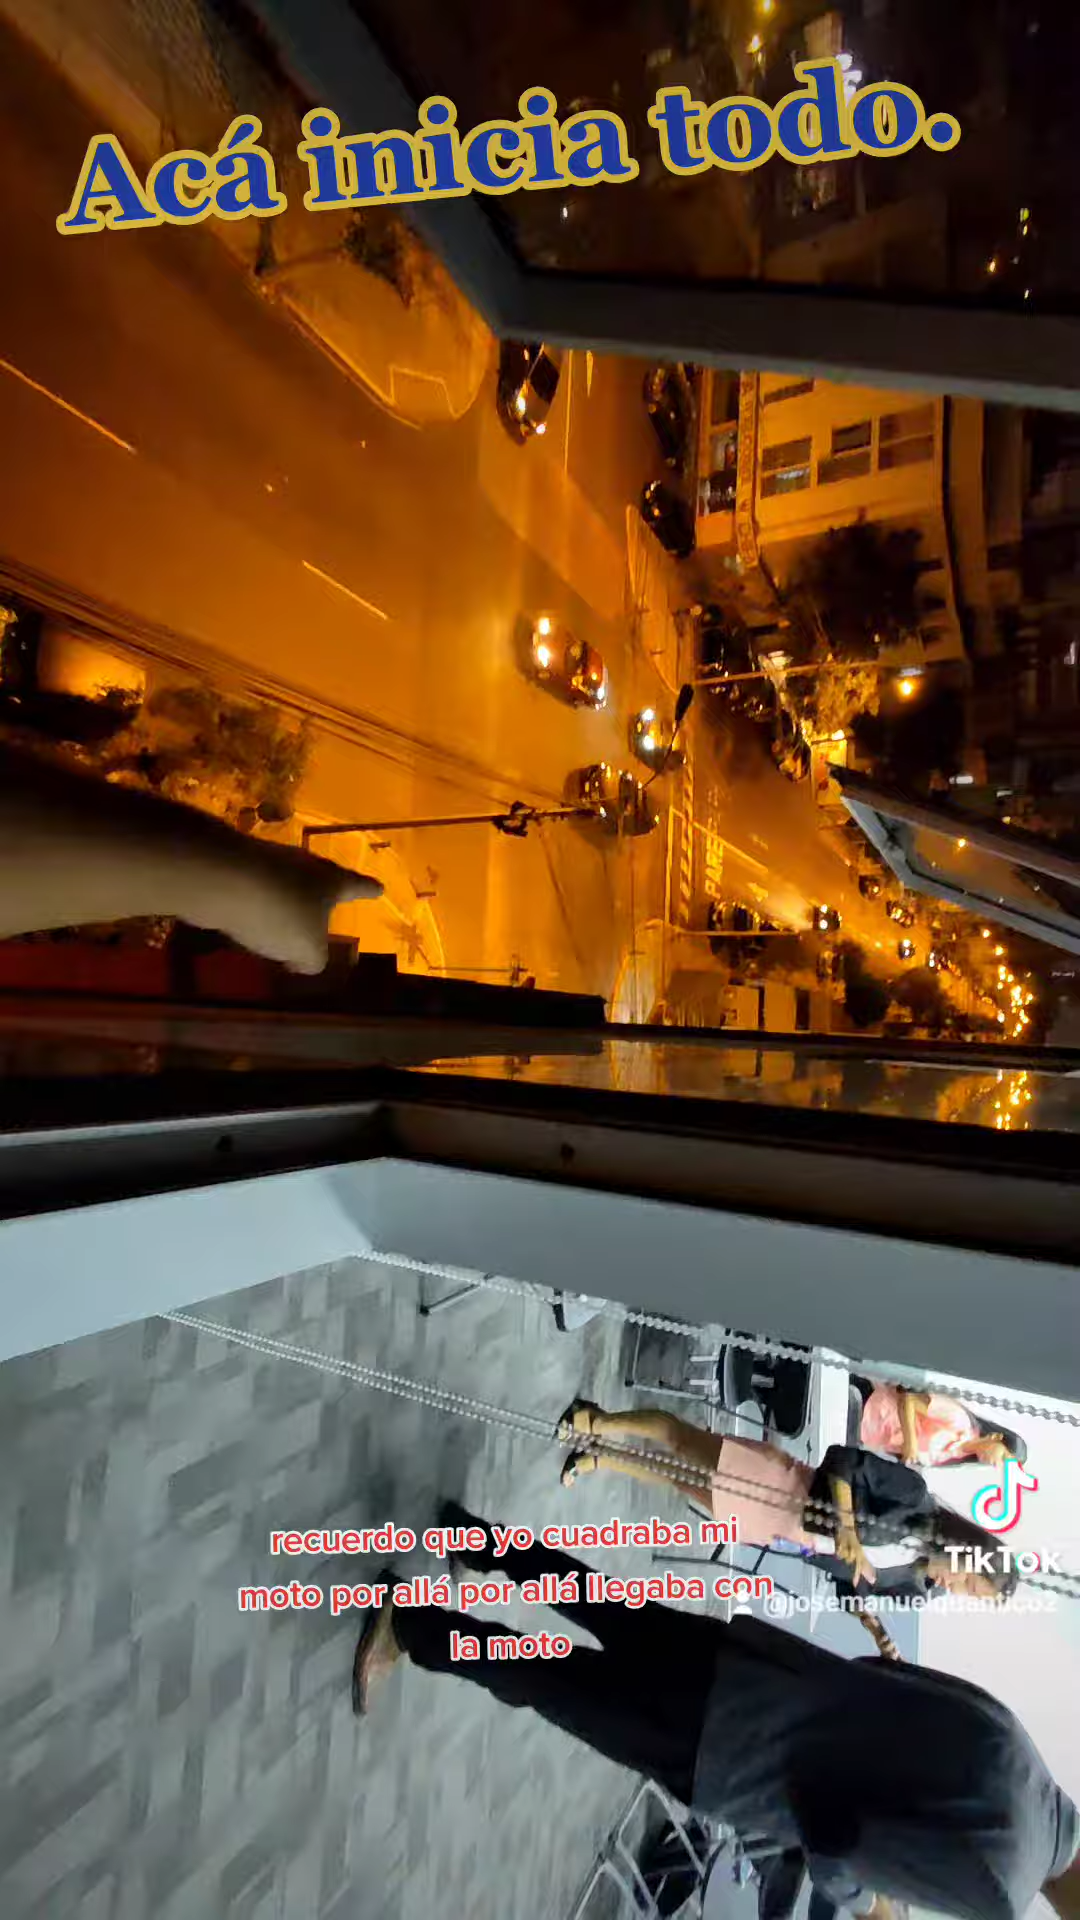 Acá inicia todo.
PARE
recuerdo que yo cuadraba mi
moto por allá por allá llegaba con
la moto
TikTok
@josemanuelquantico2